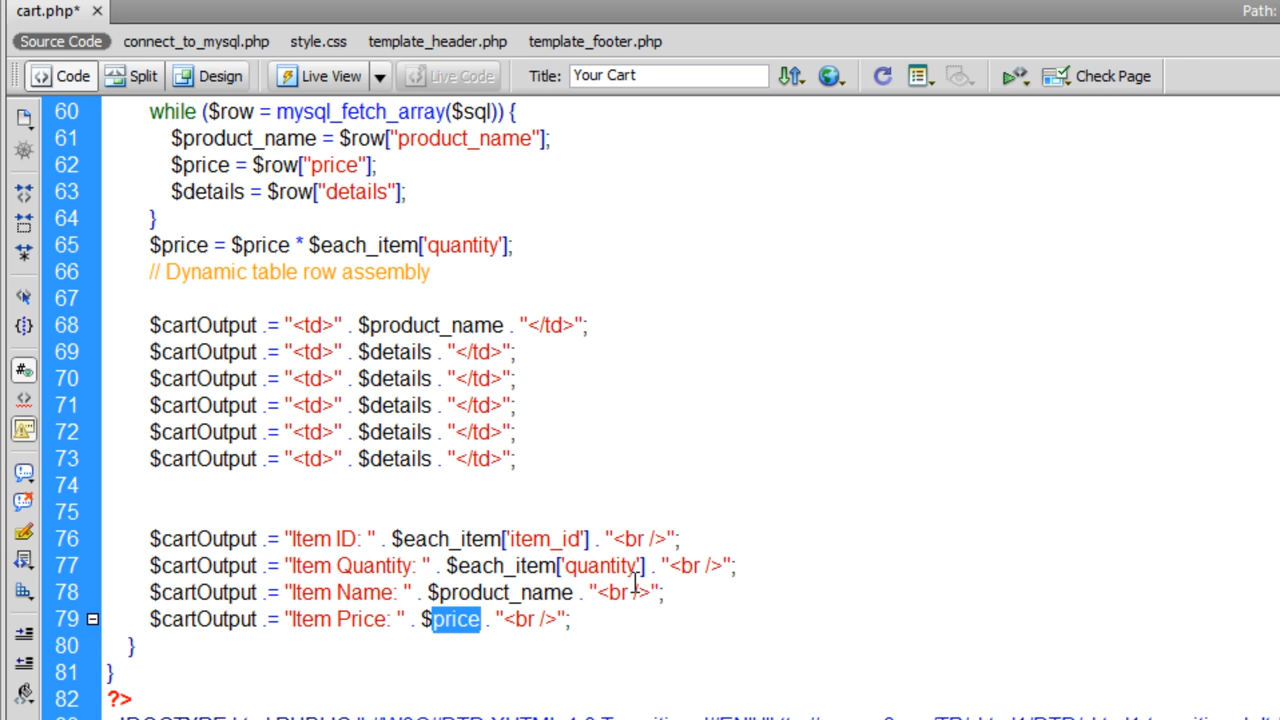 cart.php*
Path:
Source Code connect_to_mysql.php style.css template_header.php template_footer.php
Code Split Design Live View Live Code Title: Your Cart Check Page
60 while ($row = mysql_fetch_array($sql)) {
61 $product_name = $row["product_name"];
62 $price = $row["price"];
63 $details = $row["details"];
64 }
65 $price = $price * $each_item['quantity'];
66 // Dynamic table row assembly
67
68 $cartOutput .= "<td>" . $product_name . "</td>";
69 $cartOutput .= "<td>" . $details . "</td>";
70 $cartOutput .= "<td>" . $details . "</td>";
71 $cartOutput .= "<td>" . $details . "</td>";
72 $cartOutput .= "<td>" . $details . "</td>";
73 $cartOutput .= "<td>" . $details . "</td>";
74
75
76 $cartOutput .= "Item ID: " . $each_item['item_id'] . "<br />";
77 $cartOutput .= "Item Quantity: " . $each_item['quantity'] . "<br />";
78 $cartOutput .= "Item Name: " . $product_name . "<br />";
79 $cartOutput .= "Item Price: " . $price . "<br />";
80 }
81 }
82 ?>